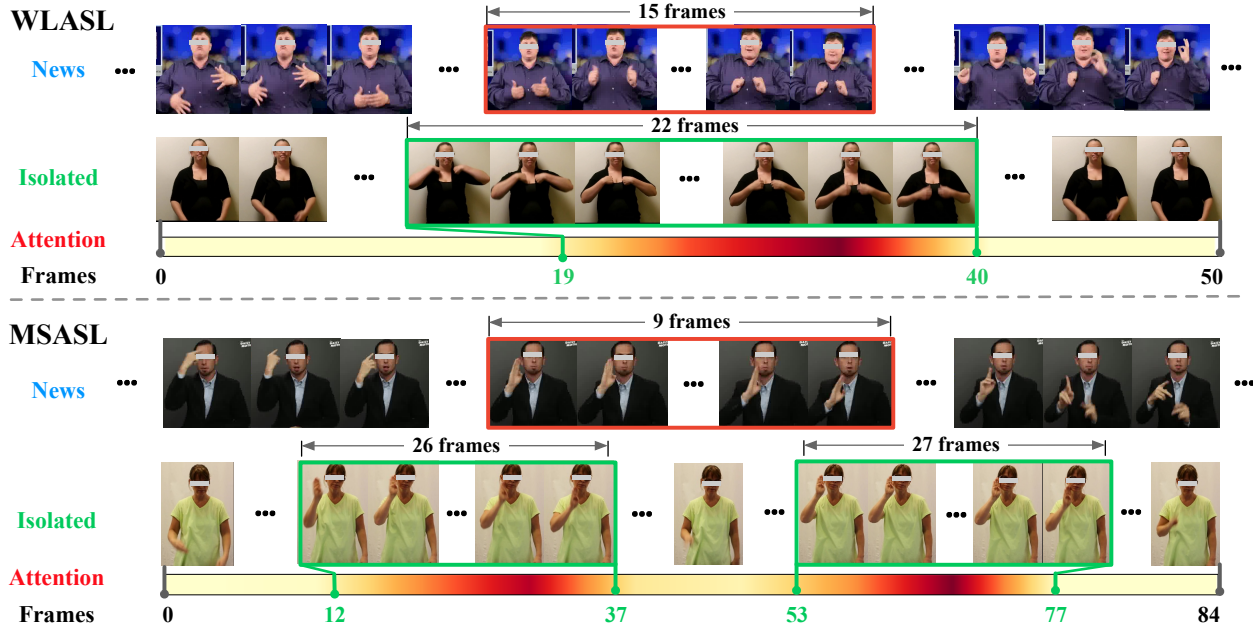 WLASL
15 frames
News
22 frames
Isolated
Attention
Frames
0
19
40
50
MSASL
9 frames
News
26 frames
27 frames
Isolated
Attention
Frames
0
12
37
53
77
84